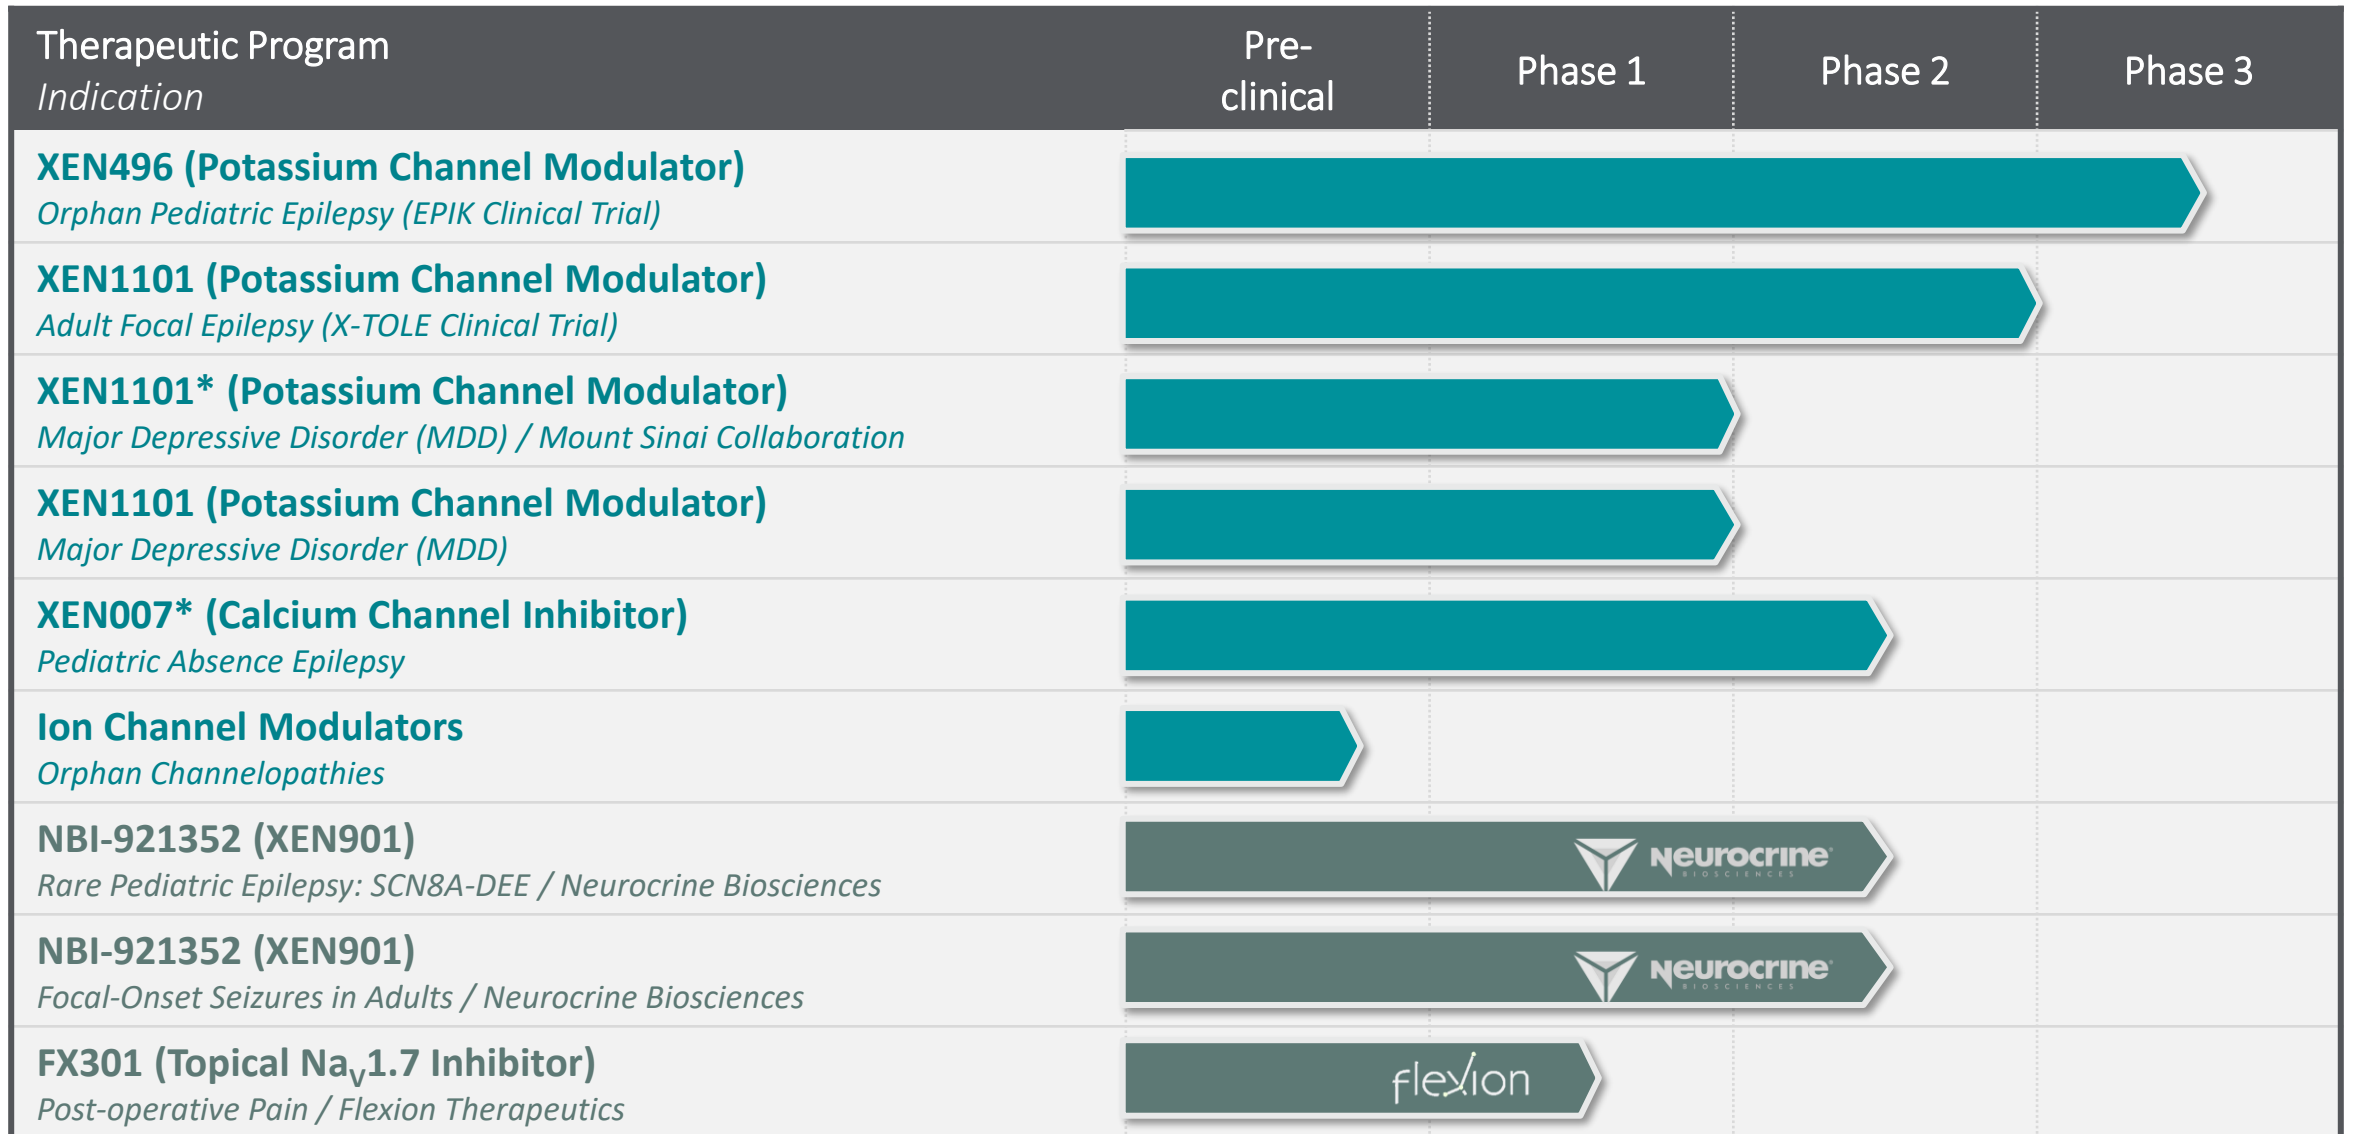 Therapeutic Program
Indication
Pre-
clinical
Phase 1
Phase 2
Phase 3
XEN496 (Potassium Channel Modulator)
Orphan Pediatric Epilepsy (EPIK Clinical Trial)
XEN1101 (Potassium Channel Modulator)
Adult Focal Epilepsy (X-TOLE Clinical Trial)
XEN1101* (Potassium Channel Modulator)
Major Depressive Disorder (MDD) / Mount Sinai Collaboration
XEN1101 (Potassium Channel Modulator)
Major Depressive Disorder (MDD)
XEN007* (Calcium Channel Inhibitor)
Pediatric Absence Epilepsy
Ion Channel Modulators
Orphan Channelopathies
NBI-921352 (XEN901)
Rare Pediatric Epilepsy: SCN8A-DEE / Neurocrine Biosciences
NEUROCRINE
BIOSCIENCES
NBI-921352 (XEN901)
Focal-Onset Seizures in Adults / Neurocrine Biosciences
NEUROCRINE
BIOSCIENCES
FX301 (Topical NaV1.7 Inhibitor)
Post-operative Pain / Flexion Therapeutics
flexion